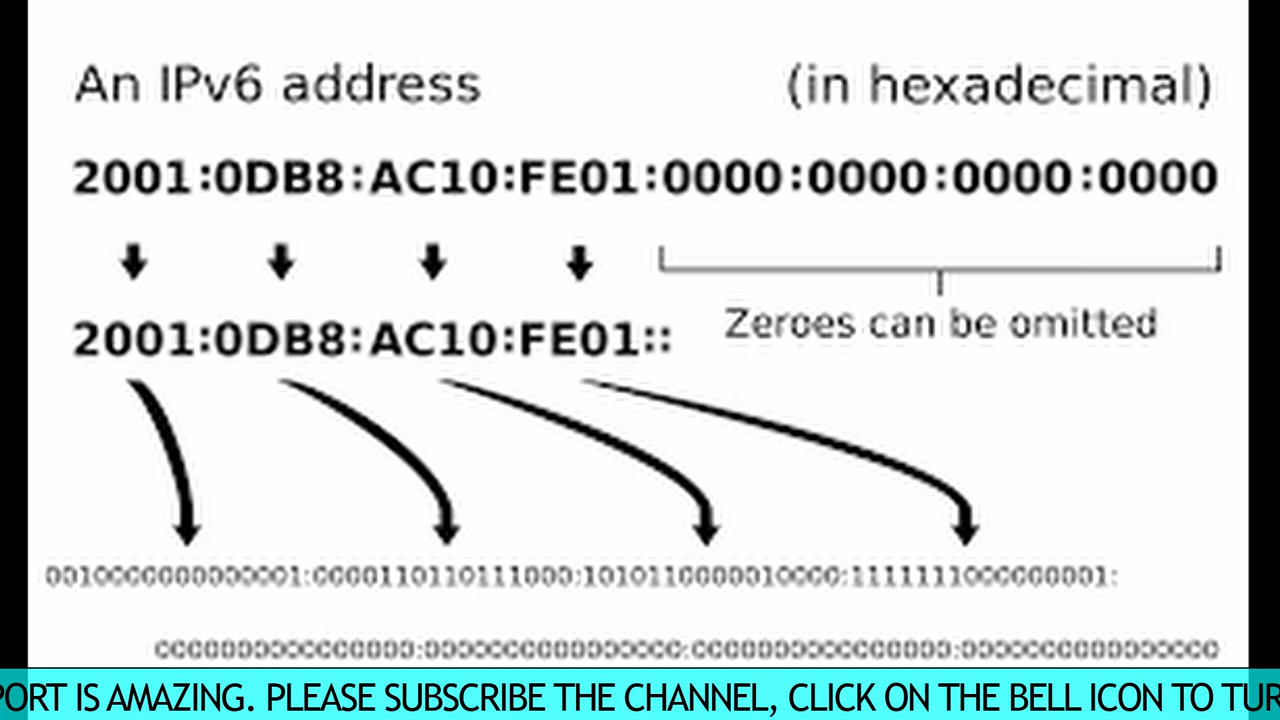 An IPv6 address (in hexadecimal)
2001:0DB8:AC10:FE01:0000:0000:0000:0000
2001:0DB8:AC10:FE01::
Zeroes can be omitted
0010000000000001:0000110110111000:1010110000010000:1111111000000001:
0000000000000000:0000000000000000:0000000000000000:0000000000000000
PORT IS AMAZING. PLEASE SUBSCRIBE THE CHANNEL, CLICK ON THE BELL ICON TO TUR